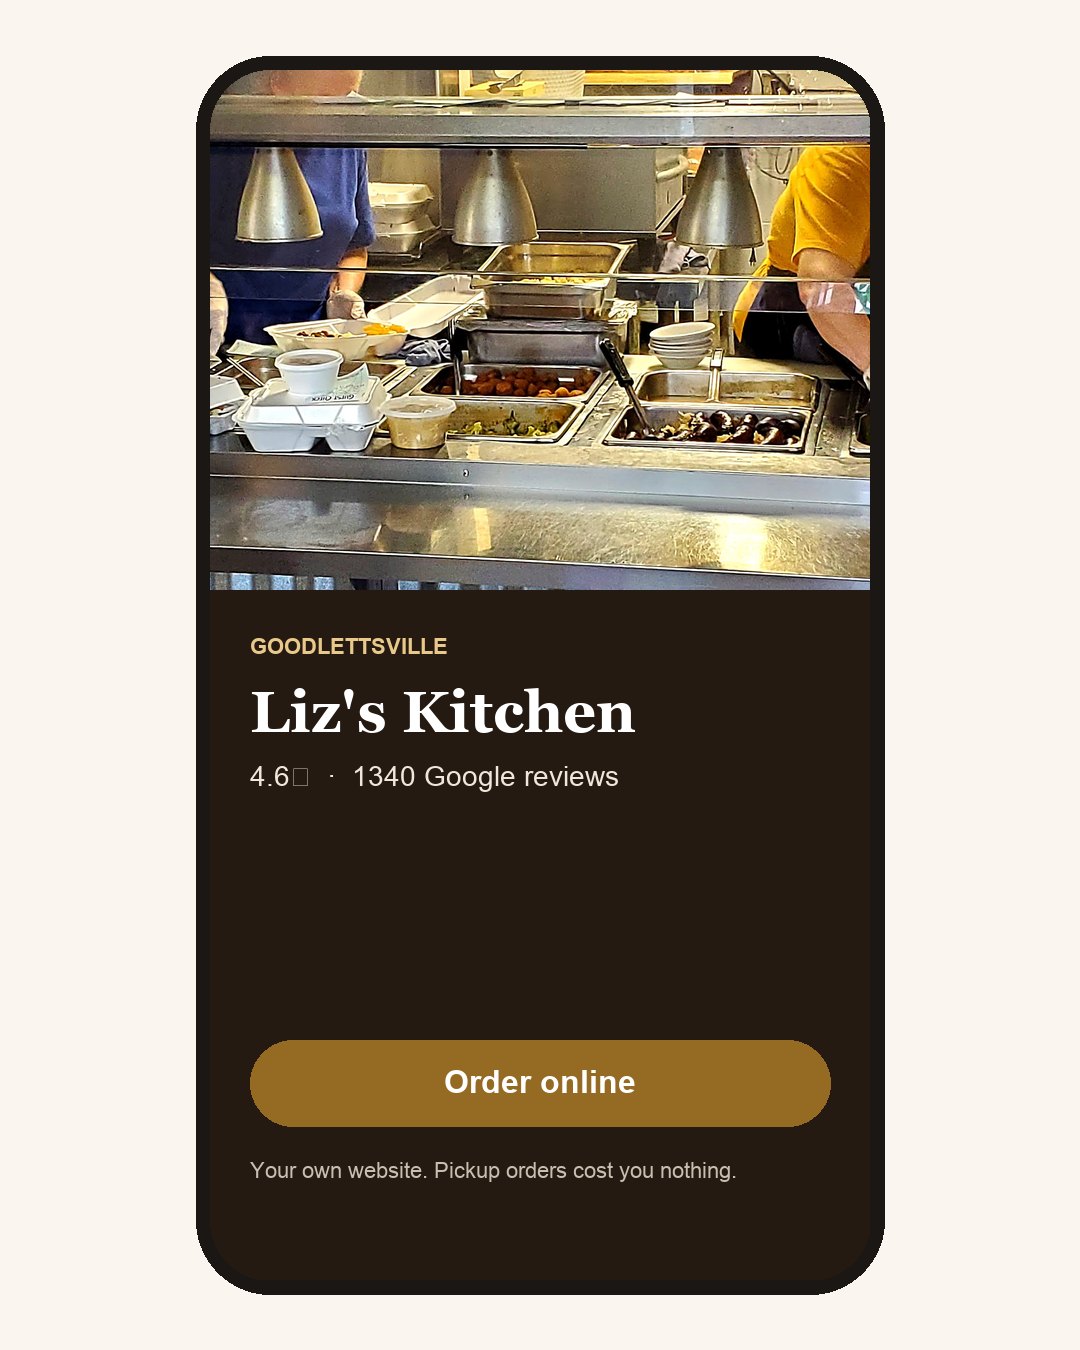 GOODLETTSVILLE
Liz's Kitchen
4.6□ · 1340 Google reviews
Order online
Your own website. Pickup orders cost you nothing.